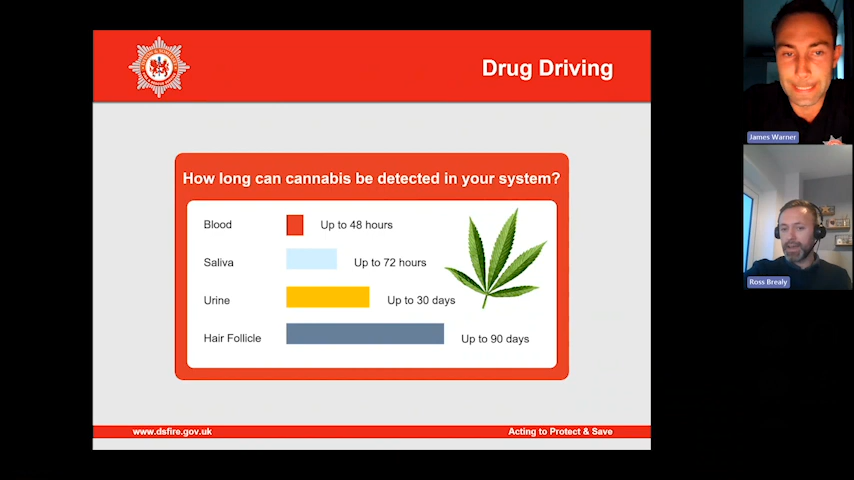 Drug Driving
How long can cannabis be detected in your system?
Blood Up to 48 hours
Saliva Up to 72 hours
Urine Up to 30 days
Hair Follicle Up to 90 days
www.dsfire.gov.uk Acting to Protect & Save
James Warner
Ross Brealy